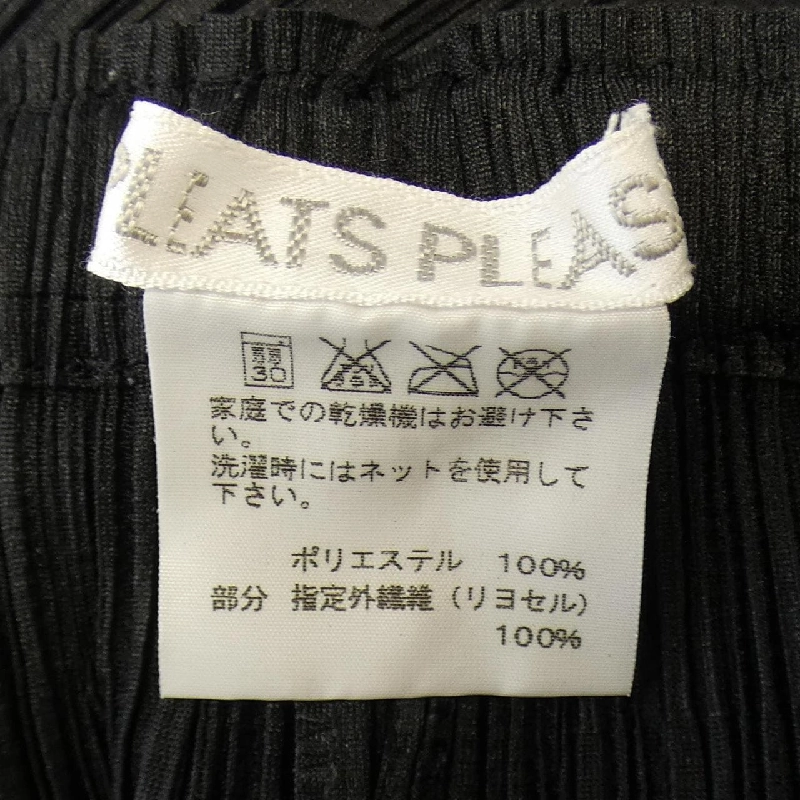 PLEATS PLEAS
弱
30
家庭での乾燥機はお避け下さ
い。
洗濯時にはネットを使用して
下さい。
ポリエステル 100%
部分 指定外繊維(リヨセル)
100%